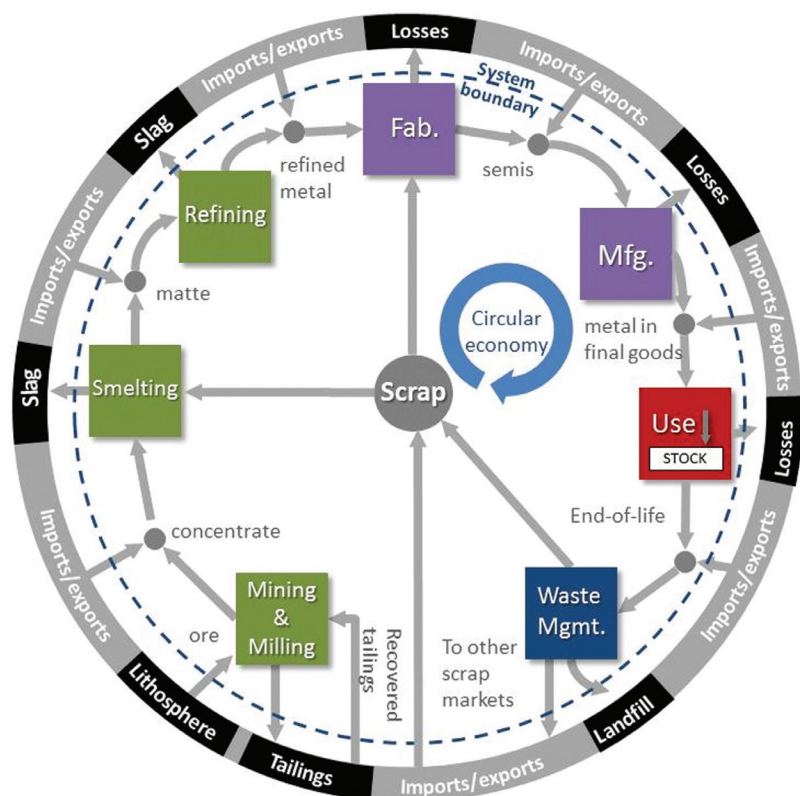 Losses
Imports/exports
Imports/exports
System
boundary
Slag
Fab.
Losses
refined
metal
semis
Refining
Imports/exports
Mfg.
Imports/exports
matte
Circular
economy
metal in
final goods
Slag
Smelting
Scrap
Use
STOCK
Losses
concentrate
End-of-life
Imports/exports
Mining
&
Milling
Waste
Mgmt.
Imports/exports
ore
Recovered
tailings
To other
scrap
markets
Lithosphere
Tailings
Imports/exports
Landfill